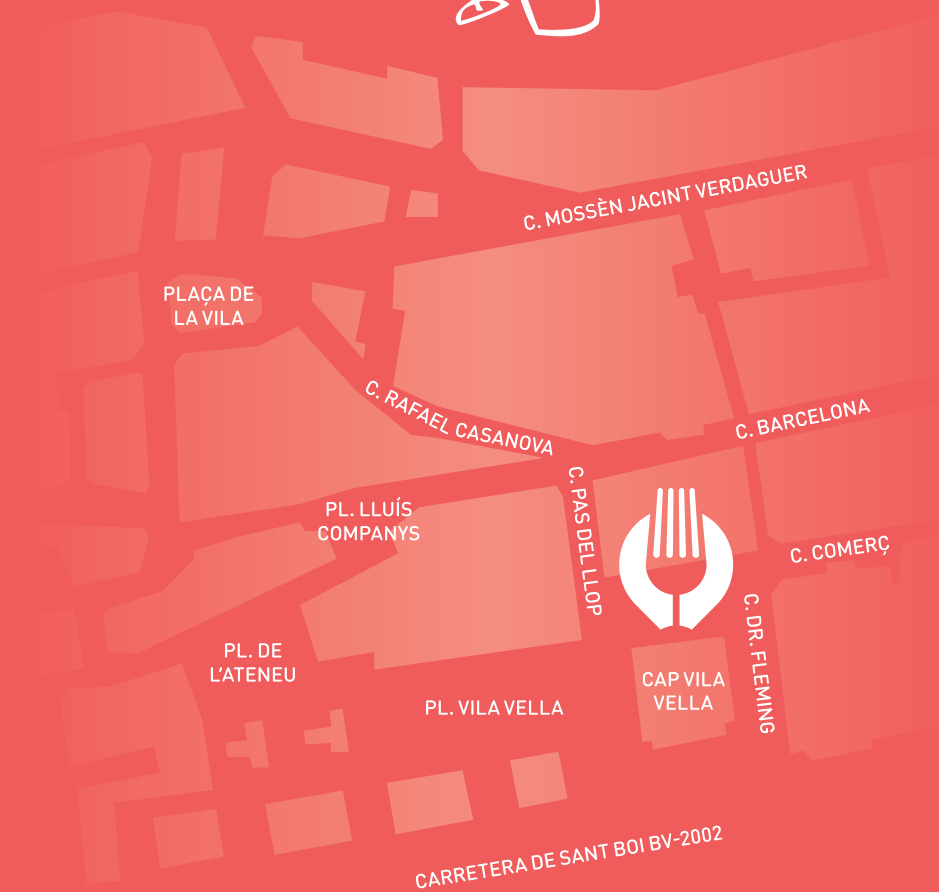 C. MOSSÈN JACINT VERDAGUER
PLAÇA DE
LA VILA
C. RAFAEL CASANOVA
C. BARCELONA
C. PAS DEL LLOP
PL. LLUÍS
COMPANYS
C. COMERÇ
C. DR. FLEMING
PL. DE
L'ATENEU
CAP VILA
VELLA
PL. VILA VELLA
CARRETERA DE SANT BOI BV-2002